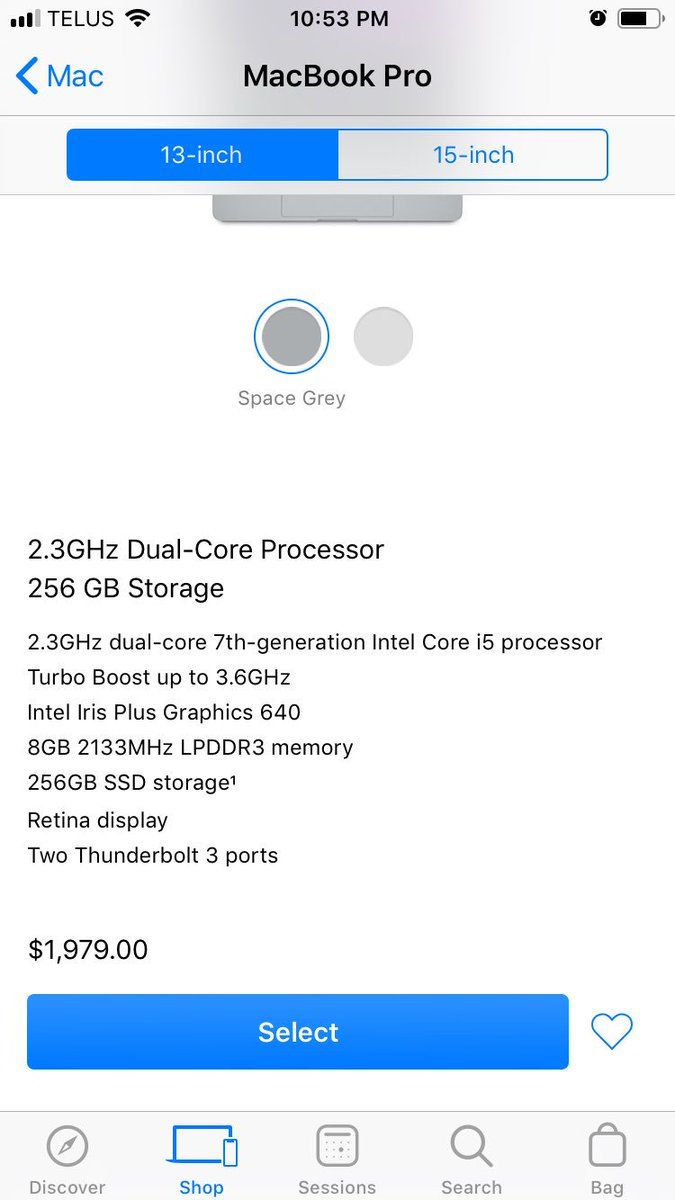 TELUS 10:53 PM
Mac MacBook Pro
13-inch 15-inch
Space Grey
2.3GHz Dual-Core Processor
256 GB Storage
2.3GHz dual-core 7th-generation Intel Core i5 processor
Turbo Boost up to 3.6GHz
Intel Iris Plus Graphics 640
8GB 2133MHz LPDDR3 memory
256GB SSD storage¹
Retina display
Two Thunderbolt 3 ports
$1,979.00
Select
Discover Shop Sessions Search Bag